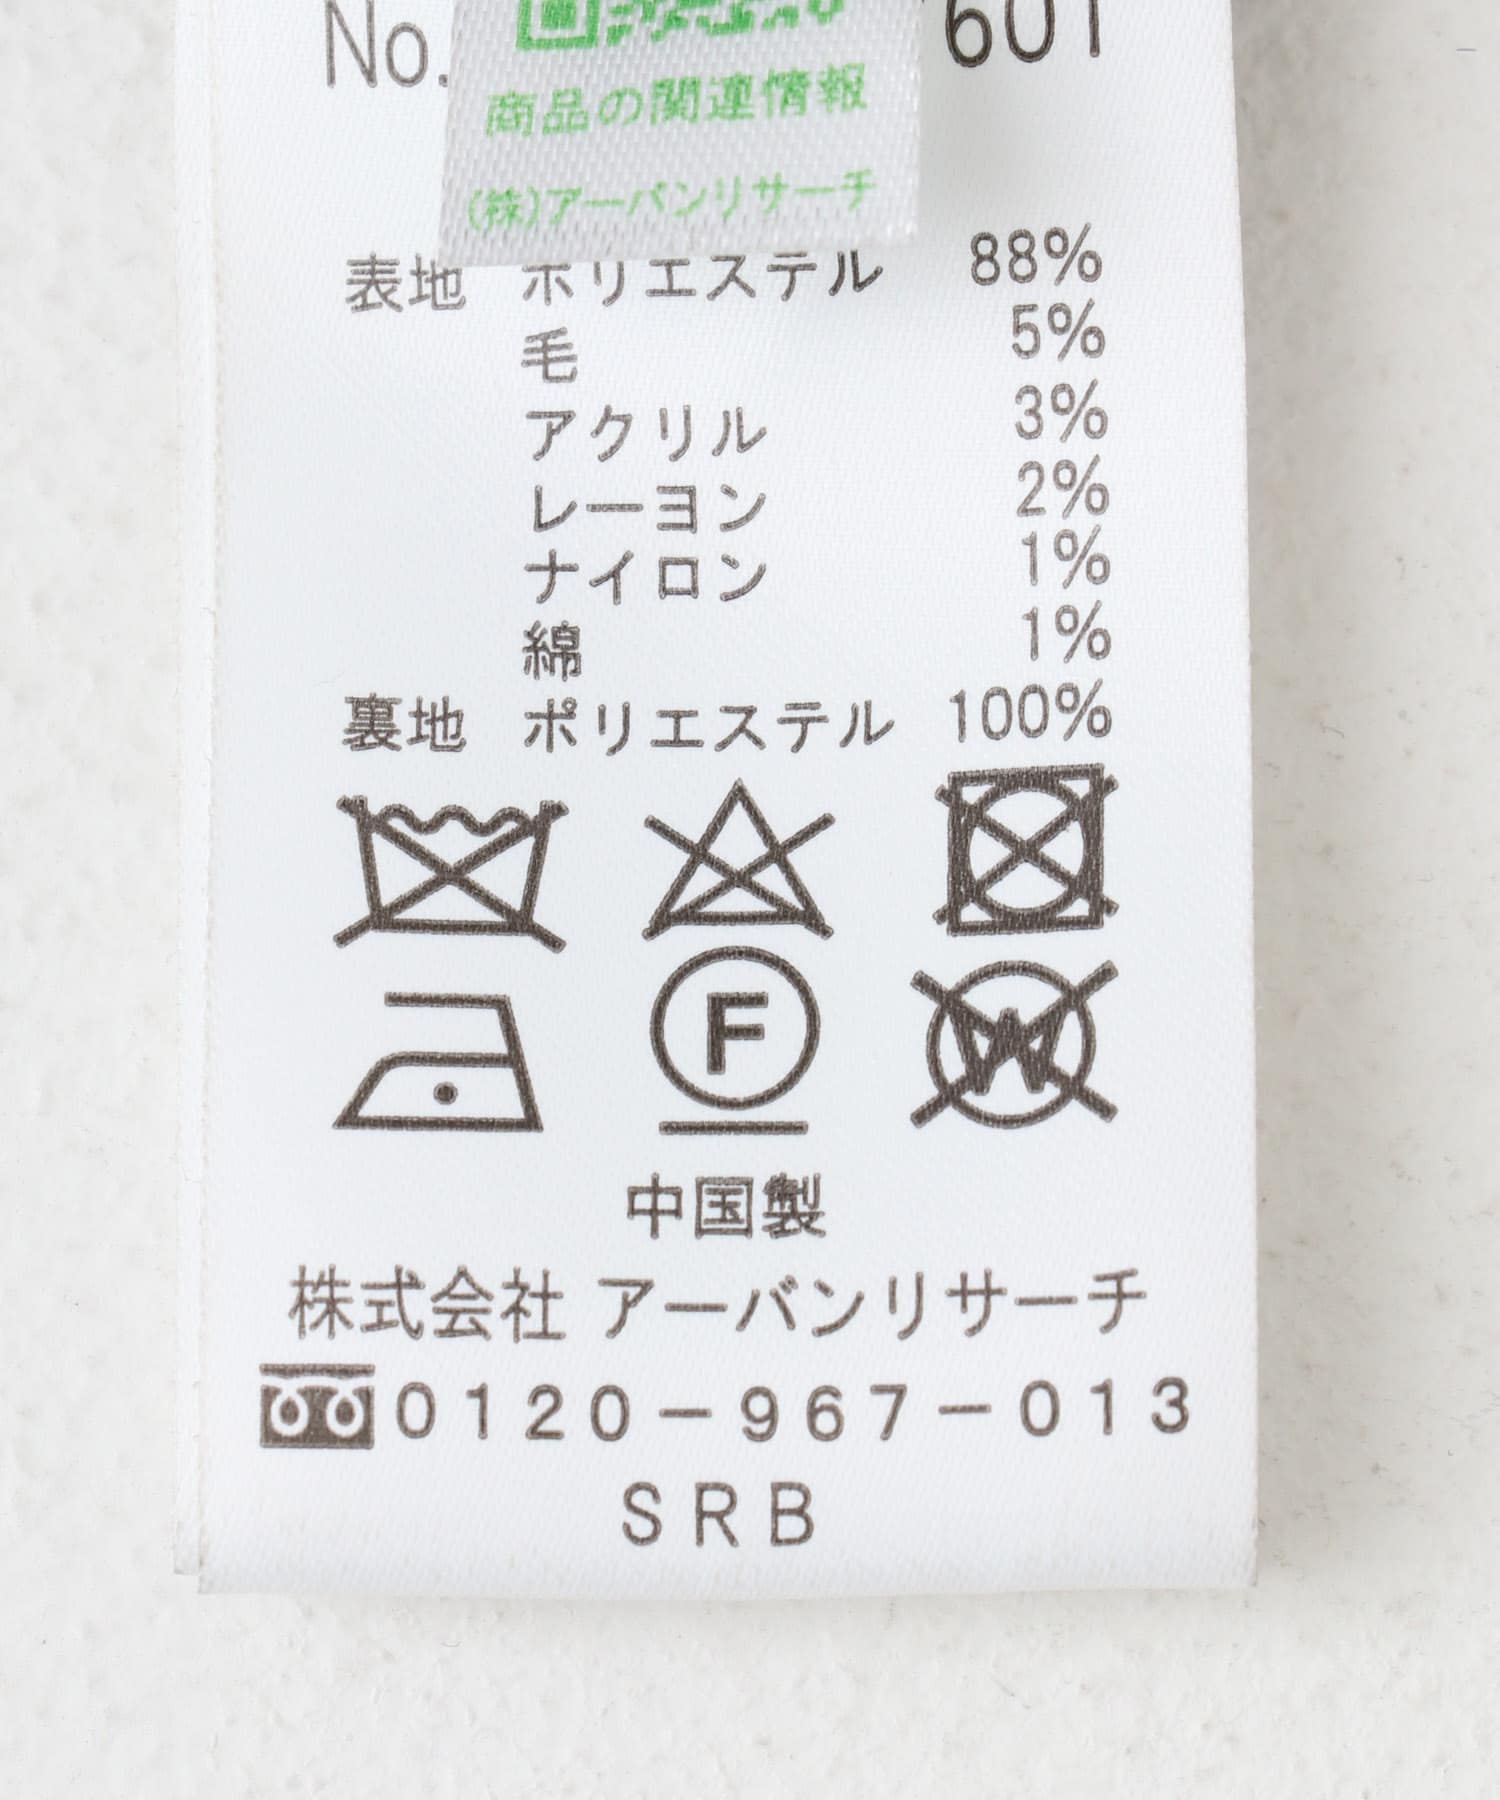 No. 601
商品の関連情報
(株)アーバンリサーチ
表地 ポリエステル 88%
毛 5%
アクリル 3%
レーヨン 2%
ナイロン 1%
綿 1%
裏地 ポリエステル 100%
F W
中国製
株式会社 アーバンリサーチ
0120-967-013
SRB